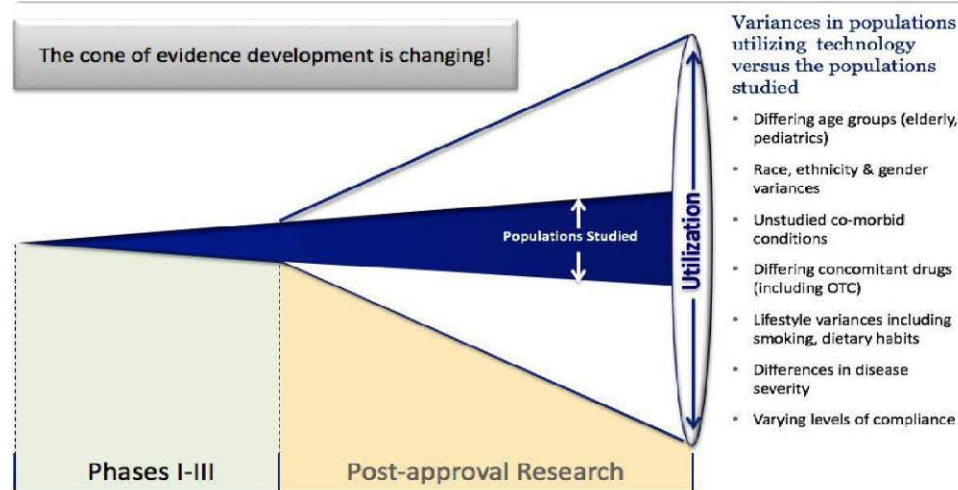 The cone of evidence development is changing!
Variances in populations
utilizing technology
versus the populations
studied
• Differing age groups (elderly,
pediatrics)
• Race, ethnicity & gender
variances
• Unstudied co-morbid
conditions
• Differing concomitant drugs
(including OTC)
• Lifestyle variances including
smoking, dietary habits
• Differences in disease
severity
• Varying levels of compliance
Populations Studied
Utilization
Phases I-III
Post-approval Research